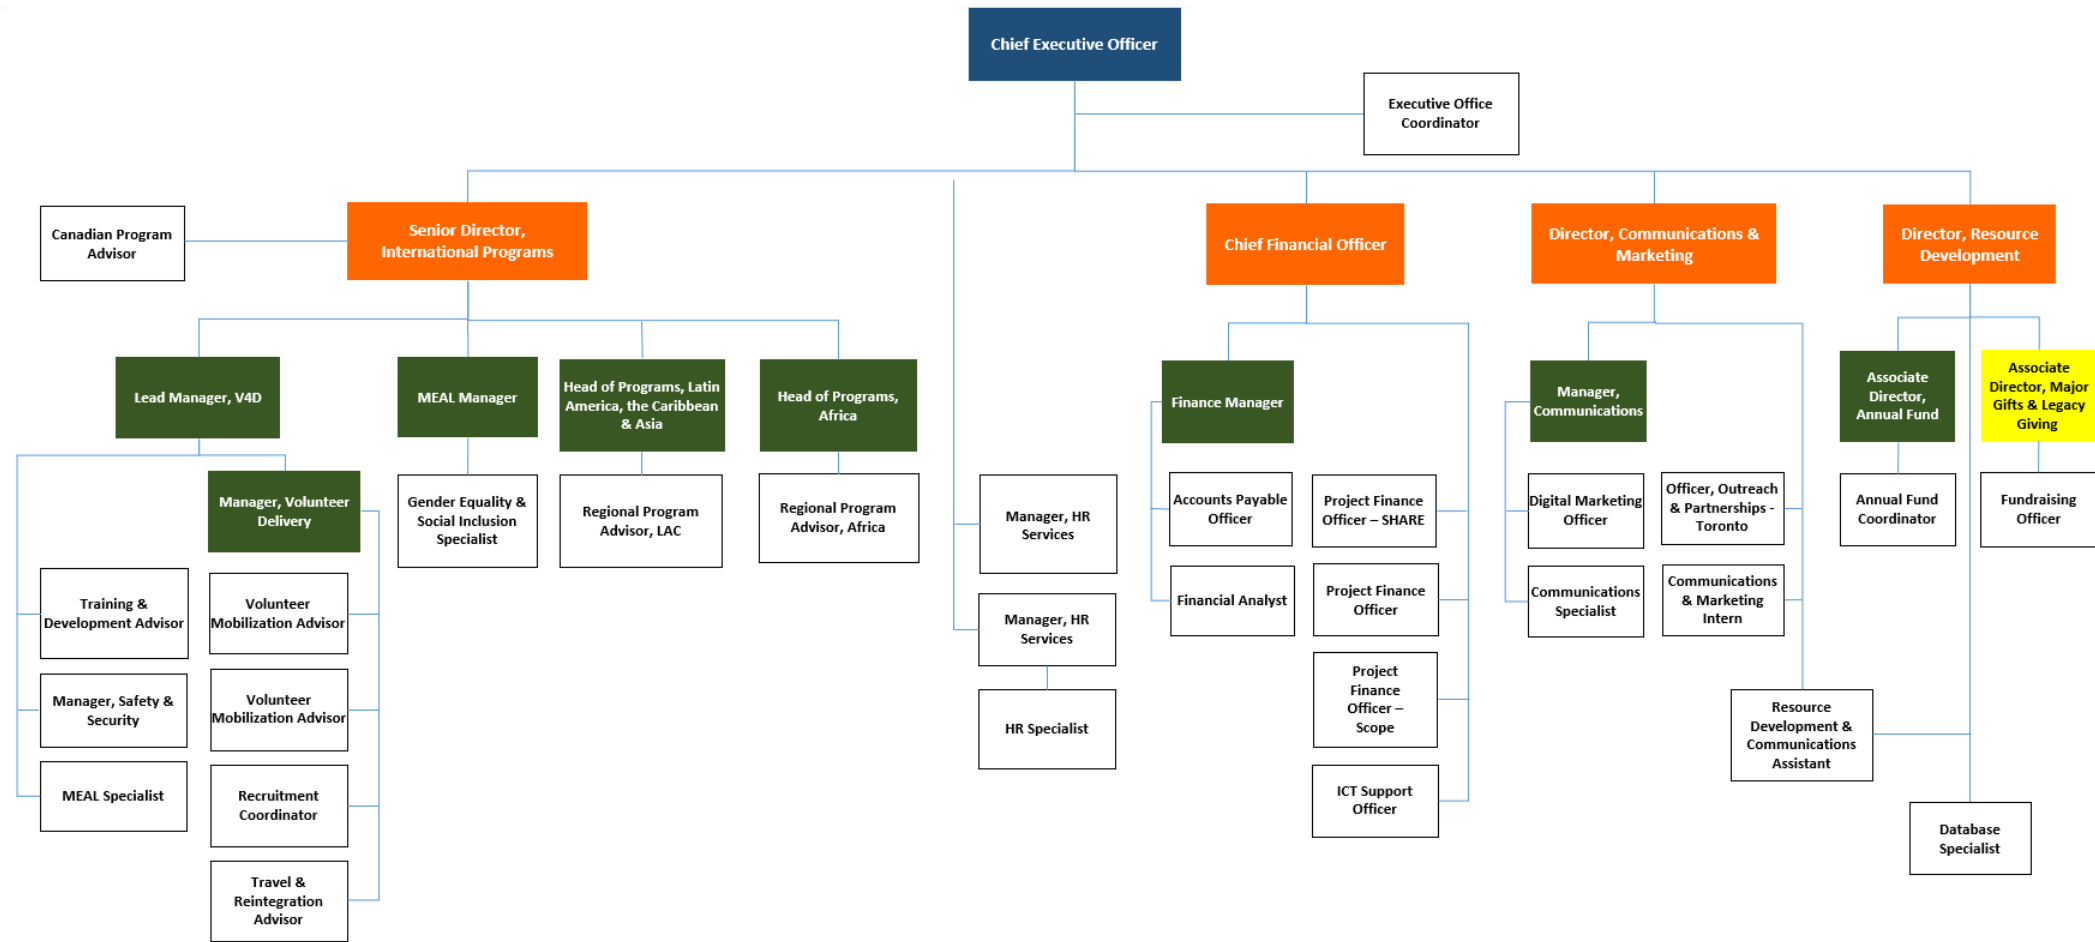 Chief Executive Officer
Executive Office
Coordinator
Canadian Program
Advisor
Senior Director,
International Programs
Chief Financial Officer
Director, Communications &
Marketing
Director, Resource
Development
Lead Manager, V4D
MEAL Manager
Head of Programs, Latin
America, the Caribbean
& Asia
Head of Programs,
Africa
Finance Manager
Manager,
Communications
Associate
Director,
Annual Fund
Associate
Director, Major
Gifts & Legacy
Giving
Manager, Volunteer
Delivery
Gender Equality &
Social Inclusion
Specialist
Regional Program
Advisor, LAC
Regional Program
Advisor, Africa
Manager, HR
Services
Accounts Payable
Officer
Project Finance
Officer – SHARE
Digital Marketing
Officer
Officer, Outreach
& Partnerships -
Toronto
Annual Fund
Coordinator
Fundraising
Officer
Training &
Development Advisor
Volunteer
Mobilization Advisor
Manager, HR
Services
Financial Analyst
Project Finance
Officer
Communications
Specialist
Communications
& Marketing
Intern
Manager, Safety &
Security
Volunteer
Mobilization Advisor
HR Specialist
Project
Finance
Officer –
Scope
Resource
Development &
Communications
Assistant
MEAL Specialist
Recruitment
Coordinator
ICT Support
Officer
Database
Specialist
Travel &
Reintegration
Advisor